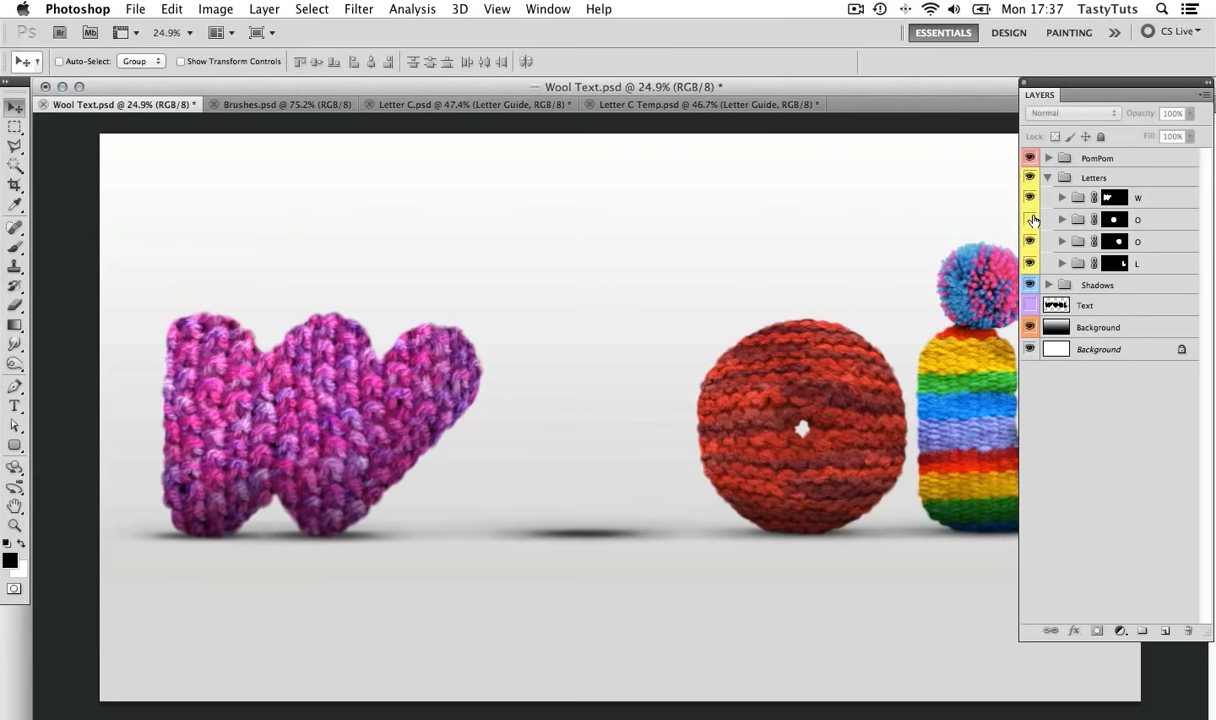 Photoshop File Edit Image Layer Select Filter Analysis 3D View Window Help Mon 17:37 TastyTuts
Ps Br Mb 24.9% ESSENTIALS DESIGN PAINTING CS Live
Auto-Select: Group Show Transform Controls
Wool Text.psd @ 24.9% (RGB/8) *
Wool Text.psd @ 24.9% (RGB/8) * Brushes.psd @ 75.2% (RGB/8) Letter C.psd @ 47.4% (Letter Guide, RGB/8) * Letter C Temp.psd @ 46.7% (Letter Guide, RGB/8) *
LAYERS
Normal Opacity: 100%
Lock: Fill: 100%
PomPom
Letters
W
O
O
L
Shadows
Text
Background
Background